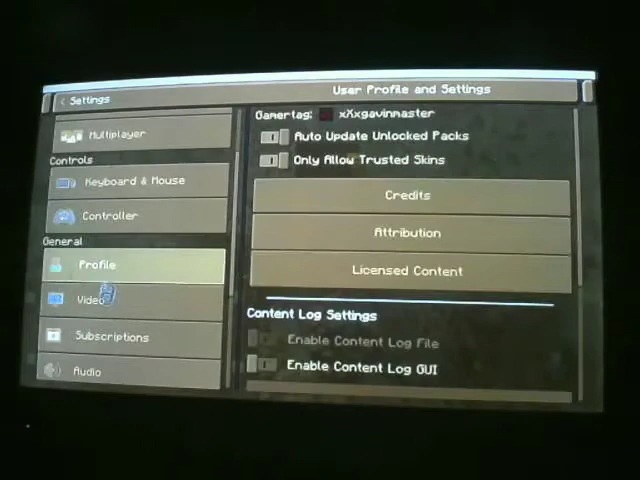 Settings
User Profile and Settings
Multiplayer
Controls
Keyboard & Mouse
Controller
General
Profile
Video
Subscriptions
Audio
Gamertag: xXxgavinmaster
Auto Update Unlocked Packs
Only Allow Trusted Skins
Credits
Attribution
Licensed Content
Content Log Settings
Enable Content Log File
Enable Content Log GUI